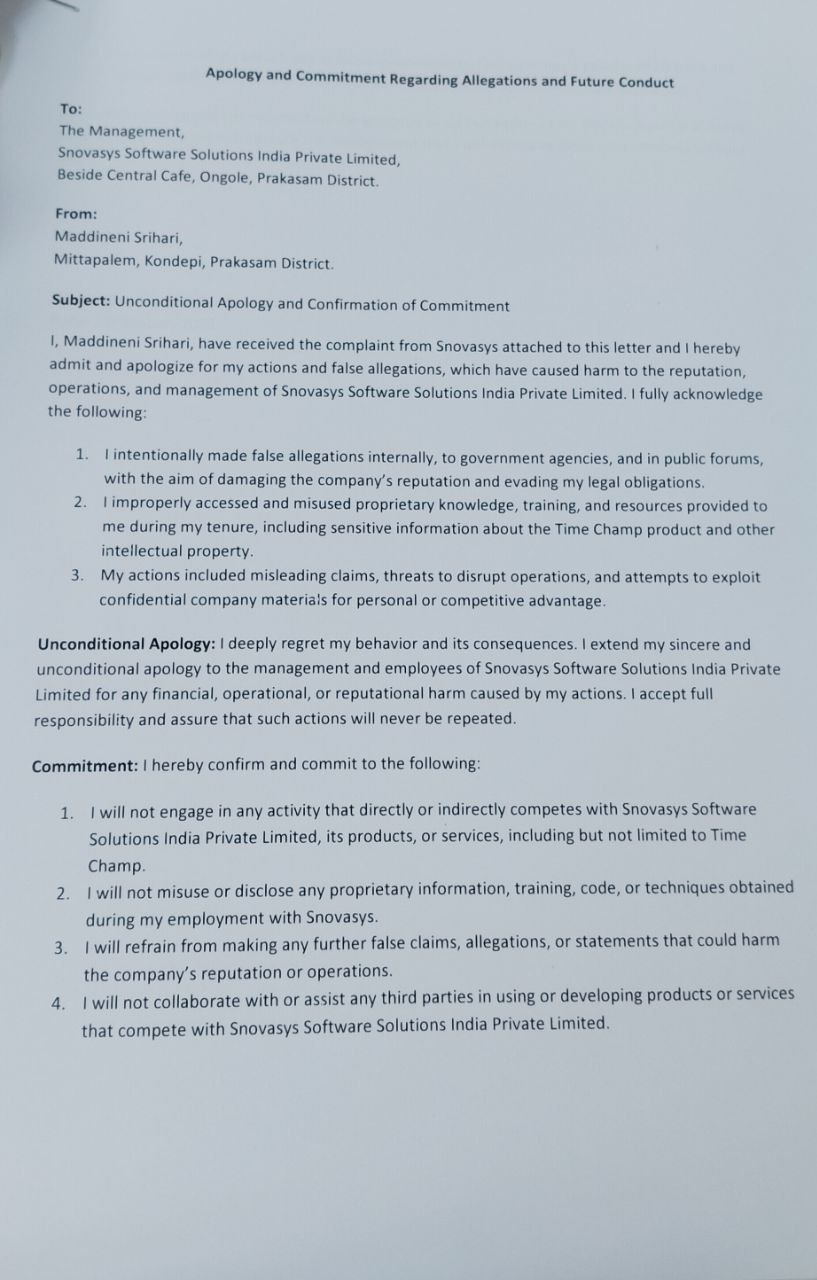 Apology and Commitment Regarding Allegations and Future Conduct
To:
The Management,
Snovasys Software Solutions India Private Limited,
Beside Central Cafe, Ongole, Prakasam District.
From:
Maddineni Srihari,
Mittapalem, Kondepi, Prakasam District.
Subject: Unconditional Apology and Confirmation of Commitment
I, Maddineni Srihari, have received the complaint from Snovasys attached to this letter and I hereby
admit and apologize for my actions and false allegations, which have caused harm to the reputation,
operations, and management of Snovasys Software Solutions India Private Limited. I fully acknowledge
the following:
1. I intentionally made false allegations internally, to government agencies, and in public forums,
with the aim of damaging the company's reputation and evading my legal obligations.
2. I improperly accessed and misused proprietary knowledge, training, and resources provided to
me during my tenure, including sensitive information about the Time Champ product and other
intellectual property.
3. My actions included misleading claims, threats to disrupt operations, and attempts to exploit
confidential company materials for personal or competitive advantage.
Unconditional Apology: I deeply regret my behavior and its consequences. I extend my sincere and
unconditional apology to the management and employees of Snovasys Software Solutions India Private
Limited for any financial, operational, or reputational harm caused by my actions. I accept full
responsibility and assure that such actions will never be repeated.
Commitment: I hereby confirm and commit to the following:
1. I will not engage in any activity that directly or indirectly competes with Snovasys Software
Solutions India Private Limited, its products, or services, including but not limited to Time
Champ.
2. I will not misuse or disclose any proprietary information, training, code, or techniques obtained
during my employment with Snovasys.
3. I will refrain from making any further false claims, allegations, or statements that could harm
the company's reputation or operations.
4. I will not collaborate with or assist any third parties in using or developing products or services
that compete with Snovasys Software Solutions India Private Limited.